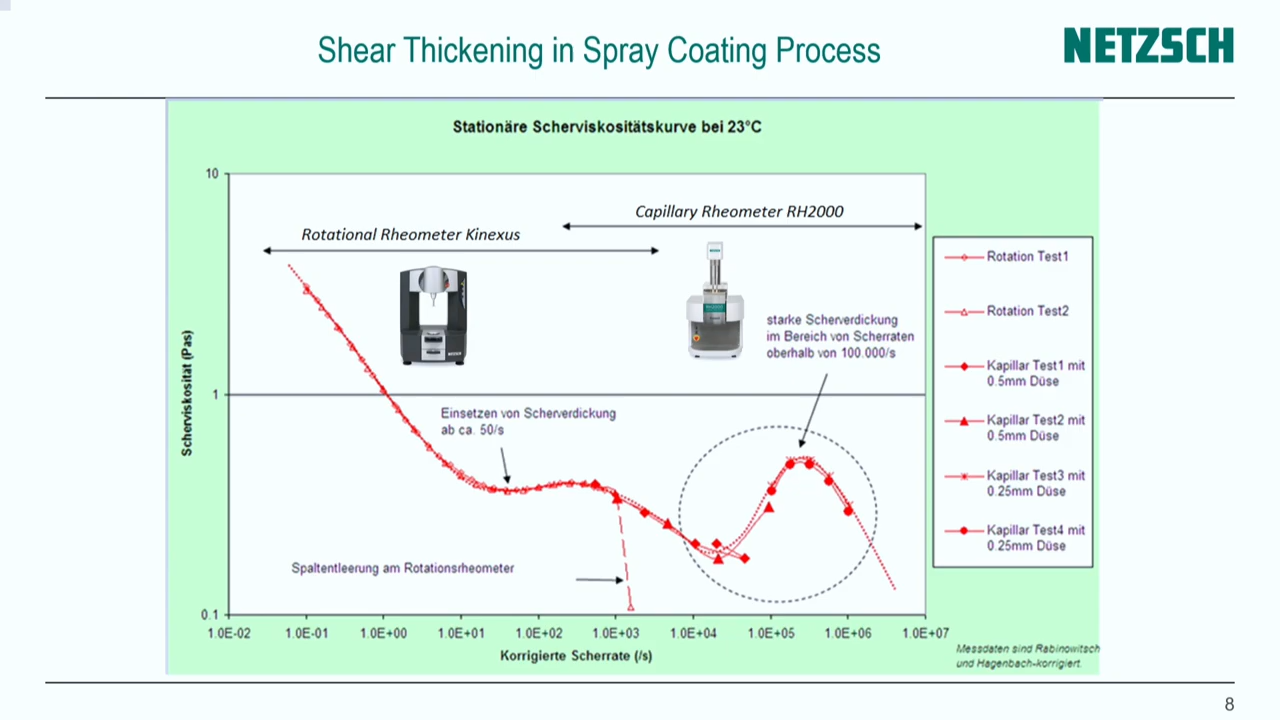 Shear Thickening in Spray Coating Process
NETZSCH
Stationäre Scherviskositätskurve bei 23°C
10
Capillary Rheometer RH2000
Rotational Rheometer Kinexus
starke Scherverdickung
im Bereich von Scherraten
oberhalb von 100.000/s
Scherviskosität (Pas)
1
Einsetzen von Scherverdickung
ab ca. 50/s
Spaltentleerung am Rotationsrheometer
0.1
1.0E-02 1.0E-01 1.0E+00 1.0E+01 1.0E+02 1.0E+03 1.0E+04 1.0E+05 1.0E+06 1.0E+07
Korrigierte Scherrate (/s)
Rotation Test1
Rotation Test2
Kapillar Test1 mit
0.5mm Düse
Kapillar Test2 mit
0.5mm Düse
Kapillar Test3 mit
0.25mm Düse
Kapillar Test4 mit
0.25mm Düse
Messdaten sind Rabinowitsch
und Hagenbach-korrigiert.
8